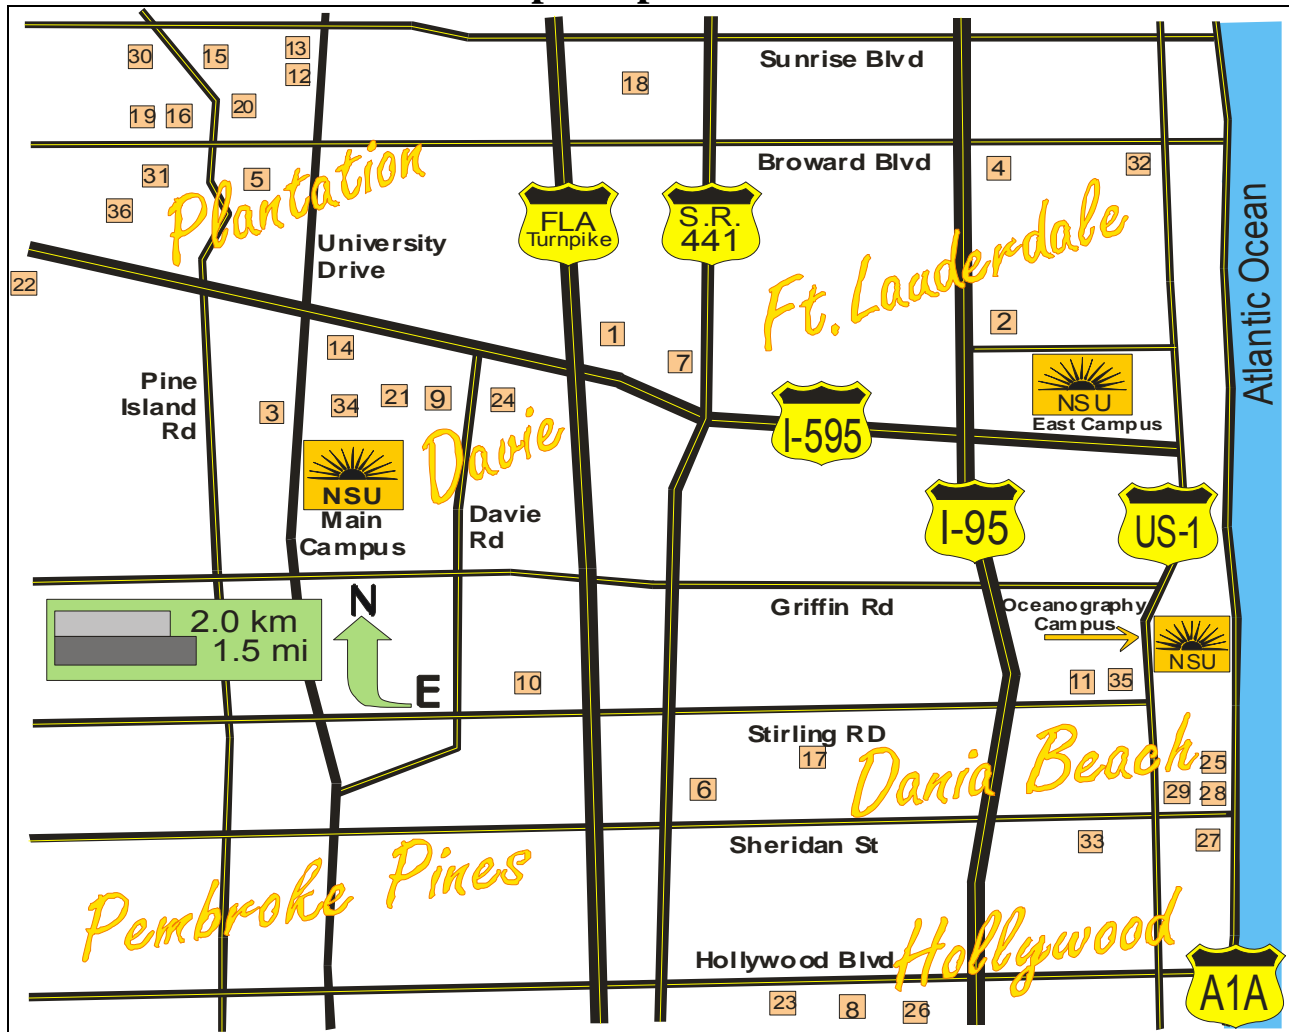 30
15
13
12
Sunrise Blvd
18
19
16
20
Broward Blvd
4
32
31
5
36
Plantation
FLA
Turnpike
S.R.
441
University
Drive
Ft. Lauderdale
Atlantic Ocean
22
1
2
14
7
Pine
Island
Rd
3
34
21
9
24
Davie
I-595
NSU
East Campus
NSU
Main
Campus
Davie
Rd
I-95
US-1
Griffin Rd
Oceanography
Campus
NSU
2.0 km
1.5 mi
N
E
10
11
35
Stirling RD
17
6
Dania Beach
25
29
28
Sheridan St
33
27
Pembroke Pines
Hollywood Blvd
Hollywood
A1A
23
8
26